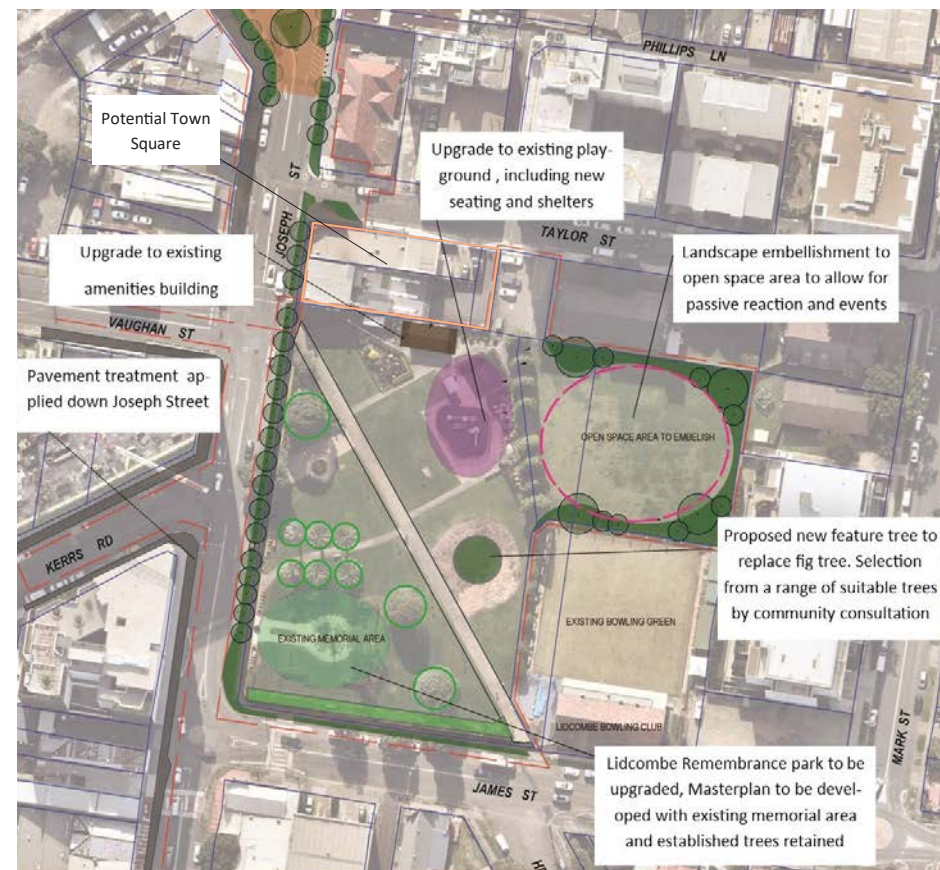 PHILLIPS LN
Potential Town
Square
JOSEPH ST
Upgrade to existing play-
ground , including new
seating and shelters
TAYLOR ST
Upgrade to existing
amenities building
Landscape embellishment to
open space area to allow for
passive reaction and events
VAUGHAN ST
Pavement treatment ap-
plied down Joseph Street
OPEN SPACE AREA TO EMBELISH
KERRS RD
Proposed new feature tree to
replace fig tree. Selection
from a range of suitable trees
by community consultation
EXISTING BOWLING GREEN
EXISTING MEMORIAL AREA
LIDCOMBE BOWLING CLUB
MARK ST
JAMES ST
Lidcombe Remembrance park to be
upgraded, Masterplan to be devel-
oped with existing memorial area
and established trees retained